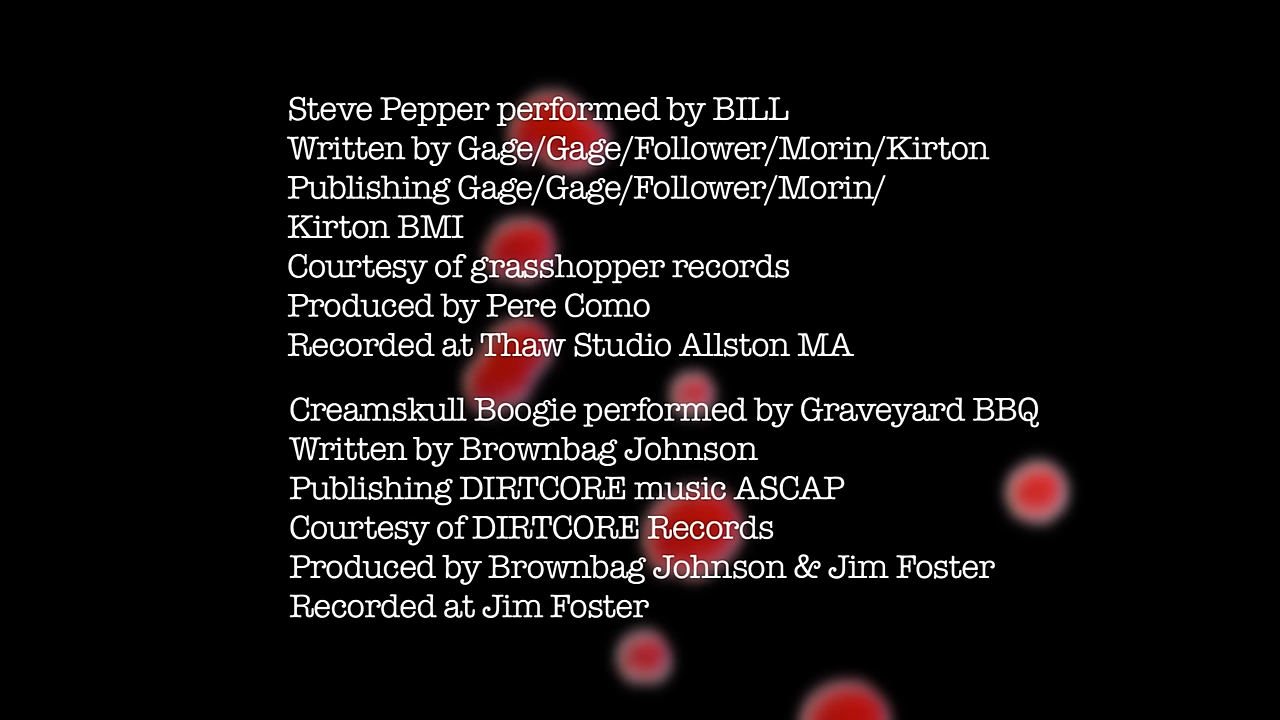 Steve Pepper performed by BILL
Written by Gage/Gage/Follower/Morin/Kirton
Publishing Gage/Gage/Follower/Morin/
Kirton BMI
Courtesy of grasshopper records
Produced by Pere Como
Recorded at Thaw Studio Allston MA
Creamskull Boogie performed by Graveyard BBQ
Written by Brownbag Johnson
Publishing DIRTCORE music ASCAP
Courtesy of DIRTCORE Records
Produced by Brownbag Johnson & Jim Foster
Recorded at Jim Foster